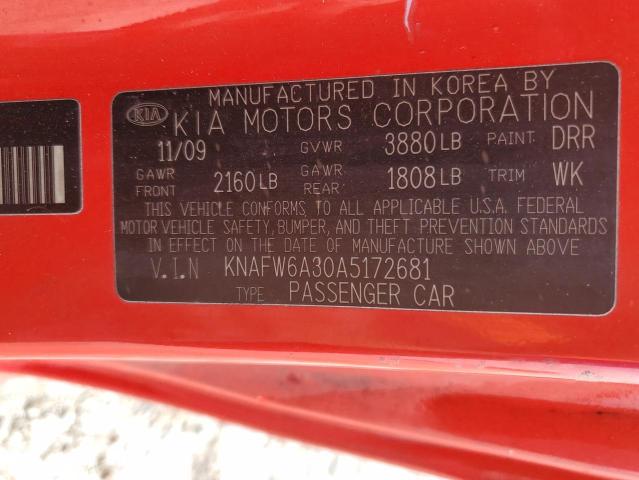 MANUFACTURED IN KOREA BY
KIA KIA MOTORS CORPORATION
11/09 GVWR 3880LB PAINT DRR
GAWR FRONT 2160LB GAWR REAR 1808LB TRIM WK
THIS VEHICLE CONFORMS TO ALL APPLICABLE U.S.A. FEDERAL
MOTOR VEHICLE SAFETY, BUMPER, AND THEFT PREVENTION STANDARDS
IN EFFECT ON THE DATE OF MANUFACTURE SHOWN ABOVE
V.I.N KNAFW6A30A5172681
TYPE PASSENGER CAR